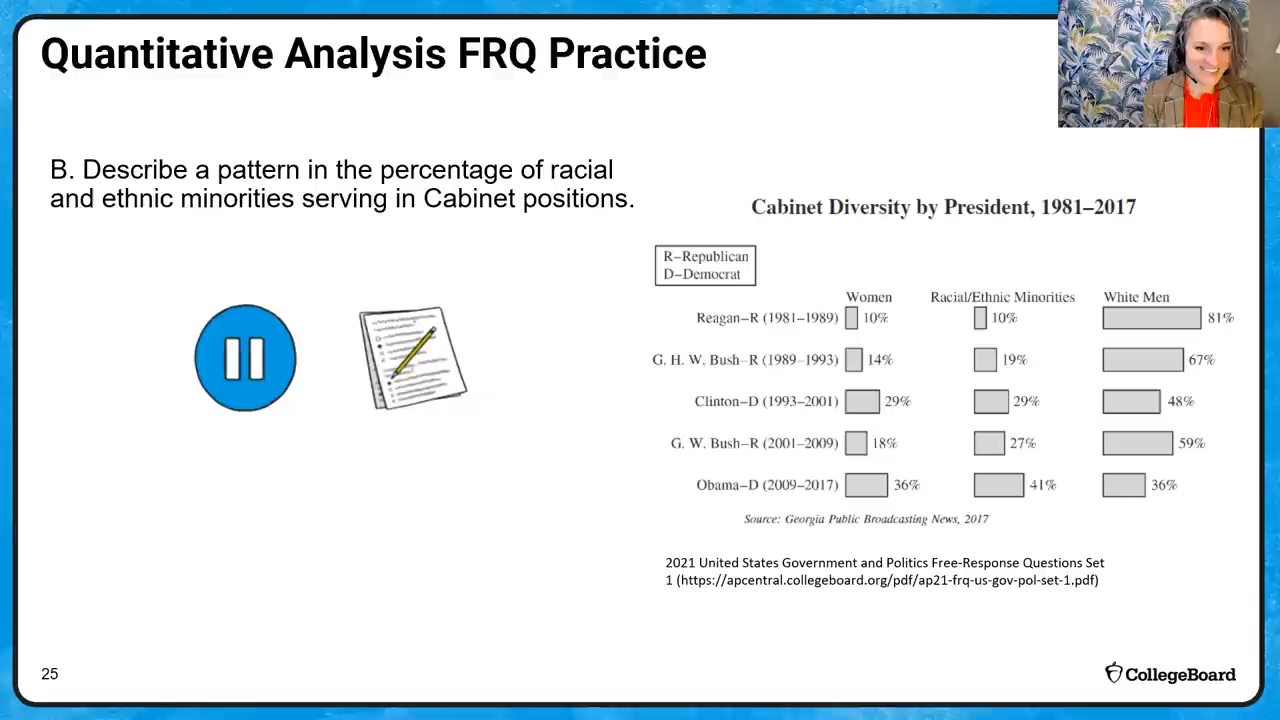 Quantitative Analysis FRQ Practice
B. Describe a pattern in the percentage of racial
and ethnic minorities serving in Cabinet positions.
Cabinet Diversity by President, 1981–2017
R–Republican
D–Democrat
Women Racial/Ethnic Minorities White Men
Reagan–R (1981–1989) 10% 10% 81%
G. H. W. Bush–R (1989–1993) 14% 19% 67%
Clinton–D (1993–2001) 29% 29% 48%
G. W. Bush–R (2001–2009) 18% 27% 59%
Obama–D (2009–2017) 36% 41% 36%
Source: Georgia Public Broadcasting News, 2017
2021 United States Government and Politics Free-Response Questions Set
1 (https://apcentral.collegeboard.org/pdf/ap21-frq-us-gov-pol-set-1.pdf)
25
CollegeBoard